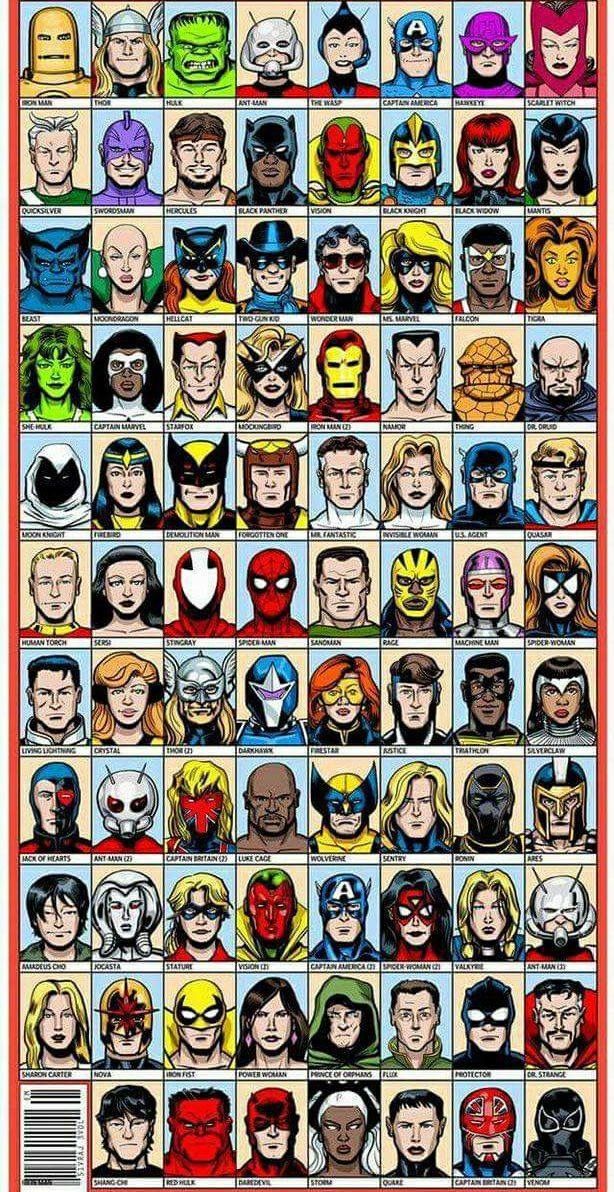 IRON MAN THOR HULK ANT-MAN THE WASP CAPTAIN AMERICA HAWKEYE SCARLET WITCH
QUICKSILVER SWORDSMAN HERCULES BLACK PANTHER VISION BLACK KNIGHT BLACK WIDOW MANTIS
BEAST MOONDRAGON HELLCAT TWO-GUN KID WONDER MAN MS. MARVEL FALCON TIGRA
SHE-HULK CAPTAIN MARVEL STARFOX MOCKINGBIRD IRON MAN (2) NAMOR THING DR. DRUID
MOON KNIGHT FIREBIRD DEMOLITION MAN FORGOTTEN ONE MR. FANTASTIC INVISIBLE WOMAN U.S. AGENT QUASAR
HUMAN TORCH SERSI STINGRAY SPIDER-MAN SANDMAN RAGE MACHINE MAN SPIDER-WOMAN
LIVING LIGHTNING CRYSTAL THOR (2) DARKHAWK FIRESTAR JUSTICE TRIATHLON SILVERCLAW
JACK OF HEARTS ANT-MAN (2) CAPTAIN BRITAIN (2) LUKE CAGE WOLVERINE SENTRY RONIN ARES
AMADEUS CHO JOCASTA STATURE VISION (2) CAPTAIN AMERICA (2) SPIDER-WOMAN (2) VALKYRIE ANT-MAN (3)
SHARON CARTER NOVA IRON FIST POWER WOMAN PRINCE OF ORPHANS FLUX PROTECTOR DR. STRANGE
SHANG-CHI RED HULK DAREDEVIL STORM QUAKE CAPTAIN BRITAIN (2) VENOM